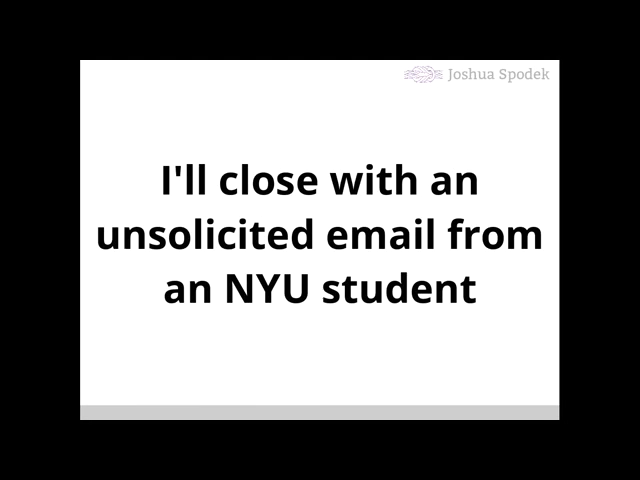 Joshua Spodek
I'll close with an
unsolicited email from
an NYU student